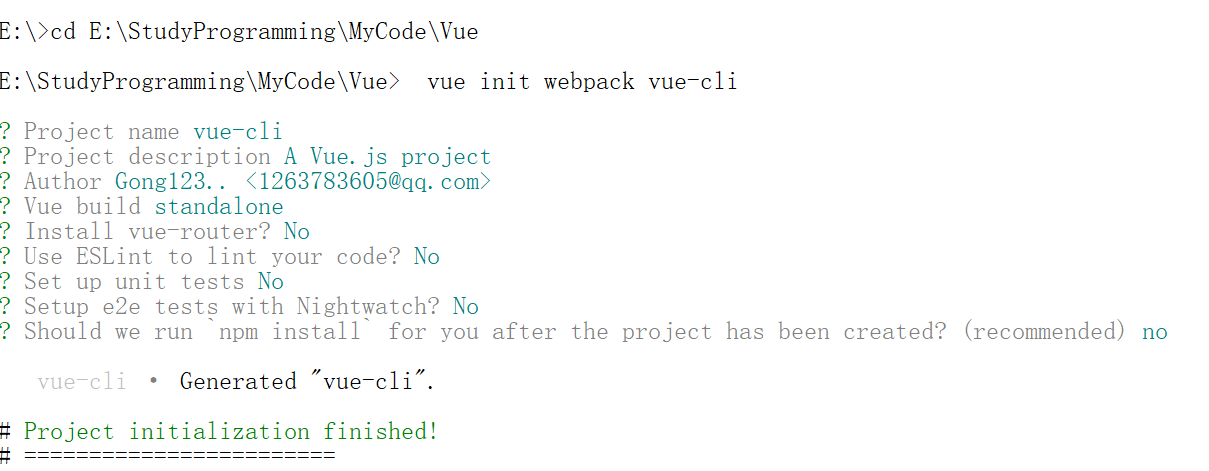 E:\>cd E:\StudyProgramming\MyCode\Vue
E:\StudyProgramming\MyCode\Vue>  vue init webpack vue-cli
? Project name vue-cli
? Project description A Vue.js project
? Author Gong123.. <1263783605@qq.com>
? Vue build standalone
? Install vue-router? No
? Use ESLint to lint your code? No
? Set up unit tests No
? Setup e2e tests with Nightwatch? No
? Should we run `npm install` for you after the project has been created? (recommended) no
vue-cli · Generated "vue-cli".
# Project initialization finished!
# ========================